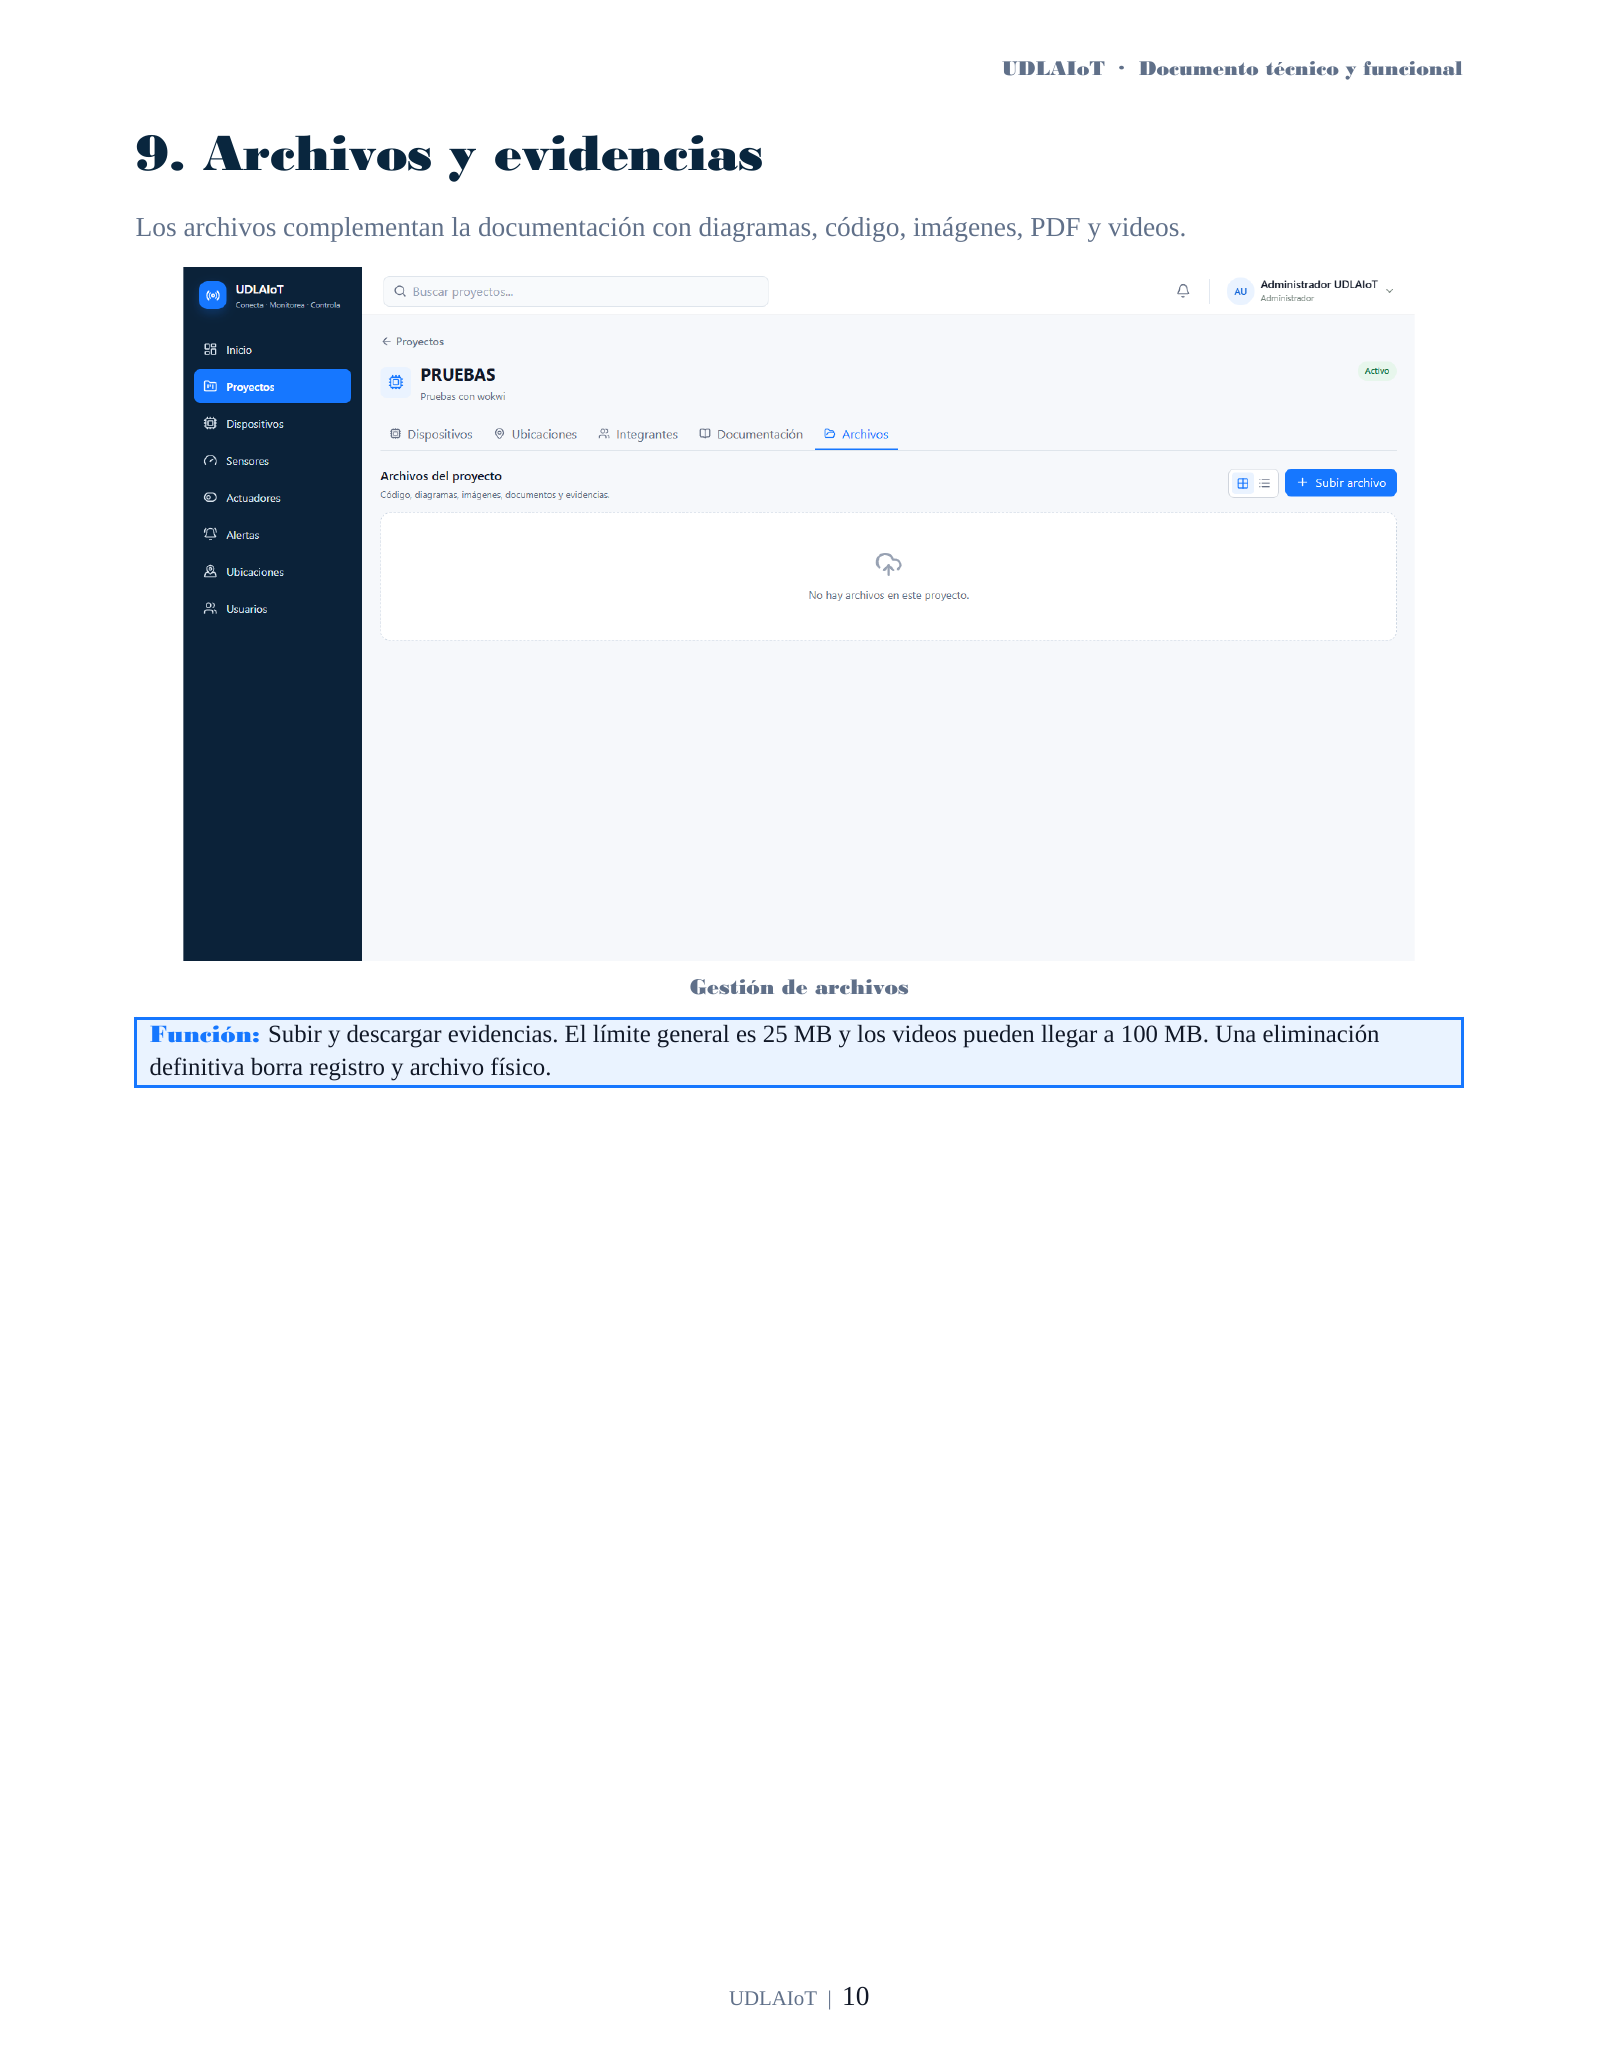 UDLAIoT · Documento técnico y funcional
9. Archivos y evidencias
Los archivos complementan la documentación con diagramas, código, imágenes, PDF y videos.
UDLAIoT
Conecta · Monitorea · Controla
Buscar proyectos...
AU
Administrador UDLAIoT
Administrador
Inicio
Proyectos
Dispositivos
Sensores
Actuadores
Alertas
Ubicaciones
Usuarios
← Proyectos
PRUEBAS
Activo
Pruebas con wokwi
Dispositivos Ubicaciones Integrantes Documentación Archivos
Archivos del proyecto
Código, diagramas, imágenes, documentos y evidencias.
+ Subir archivo
No hay archivos en este proyecto.
Gestión de archivos
Función: Subir y descargar evidencias. El límite general es 25 MB y los videos pueden llegar a 100 MB. Una eliminación
definitiva borra registro y archivo físico.
UDLAIoT | 10